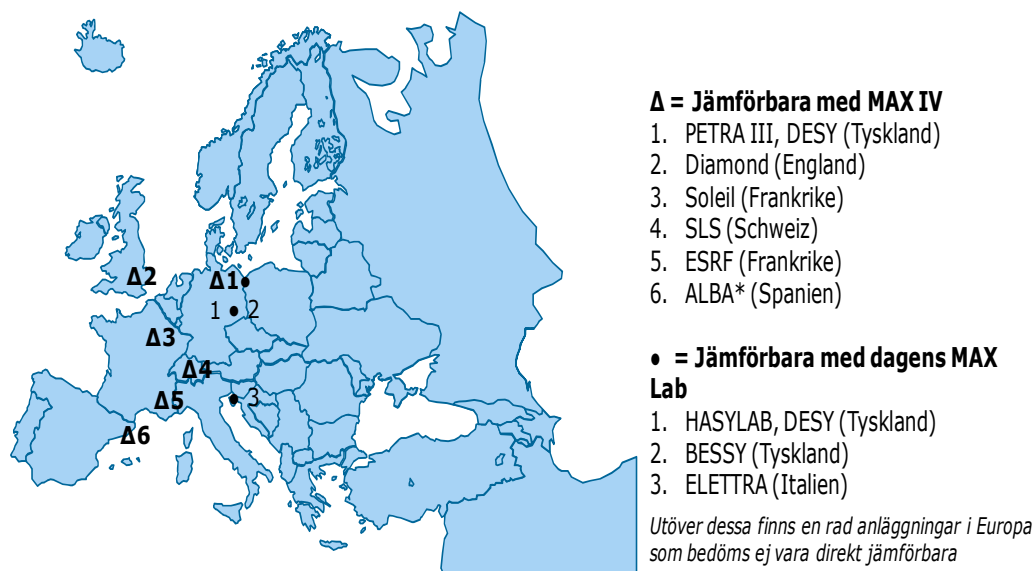 Δ = Jämförbara med MAX IV
1. PETRA III, DESY (Tyskland)
2. Diamond (England)
3. Soleil (Frankrike)
4. SLS (Schweiz)
5. ESRF (Frankrike)
6. ALBA* (Spanien)
• = Jämförbara med dagens MAX
Lab
1. HASYLAB, DESY (Tyskland)
2. BESSY (Tyskland)
3. ELETTRA (Italien)
Utöver dessa finns en rad anläggningar i Europa
som bedöms ej vara direkt jämförbara
Δ2
Δ1 •
1 • 2
Δ3
Δ4
Δ5
• 3
Δ6